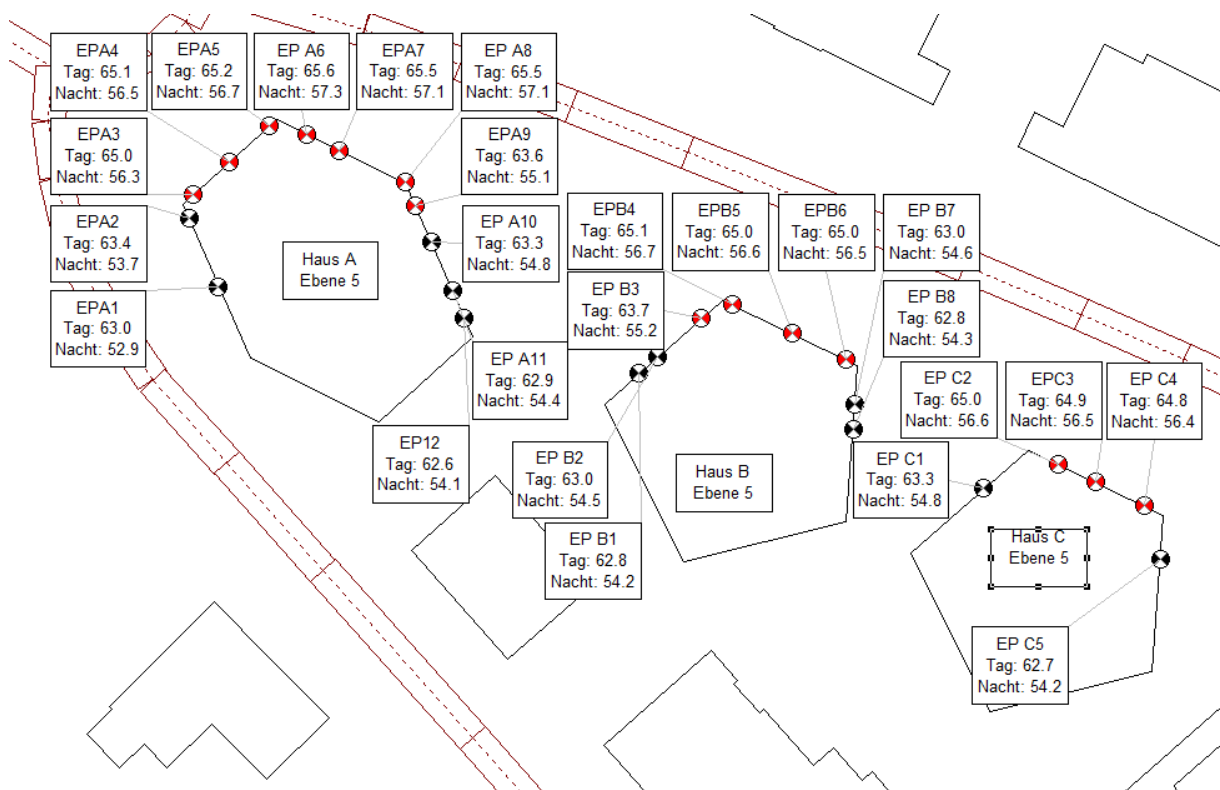 EPA4
Tag: 65.1
Nacht: 56.5
EPA5
Tag: 65.2
Nacht: 56.7
EP A6
Tag: 65.6
Nacht: 57.3
EPA7
Tag: 65.5
Nacht: 57.1
EP A8
Tag: 65.5
Nacht: 57.1
EPA3
Tag: 65.0
Nacht: 56.3
EPA9
Tag: 63.6
Nacht: 55.1
EPA2
Tag: 63.4
Nacht: 53.7
EP A10
Tag: 63.3
Nacht: 54.8
EPA1
Tag: 63.0
Nacht: 52.9
Haus A
Ebene 5
EP A11
Tag: 62.9
Nacht: 54.4
EP12
Tag: 62.6
Nacht: 54.1
EPB4
Tag: 65.1
Nacht: 56.7
EPB5
Tag: 65.0
Nacht: 56.6
EPB6
Tag: 65.0
Nacht: 56.5
EP B7
Tag: 63.0
Nacht: 54.6
EP B3
Tag: 63.7
Nacht: 55.2
EP B8
Tag: 62.8
Nacht: 54.3
EP B2
Tag: 63.0
Nacht: 54.5
EP B1
Tag: 62.8
Nacht: 54.2
Haus B
Ebene 5
EP C2
Tag: 65.0
Nacht: 56.6
EPC3
Tag: 64.9
Nacht: 56.5
EP C4
Tag: 64.8
Nacht: 56.4
EP C1
Tag: 63.3
Nacht: 54.8
Haus C
Ebene 5
EP C5
Tag: 62.7
Nacht: 54.2